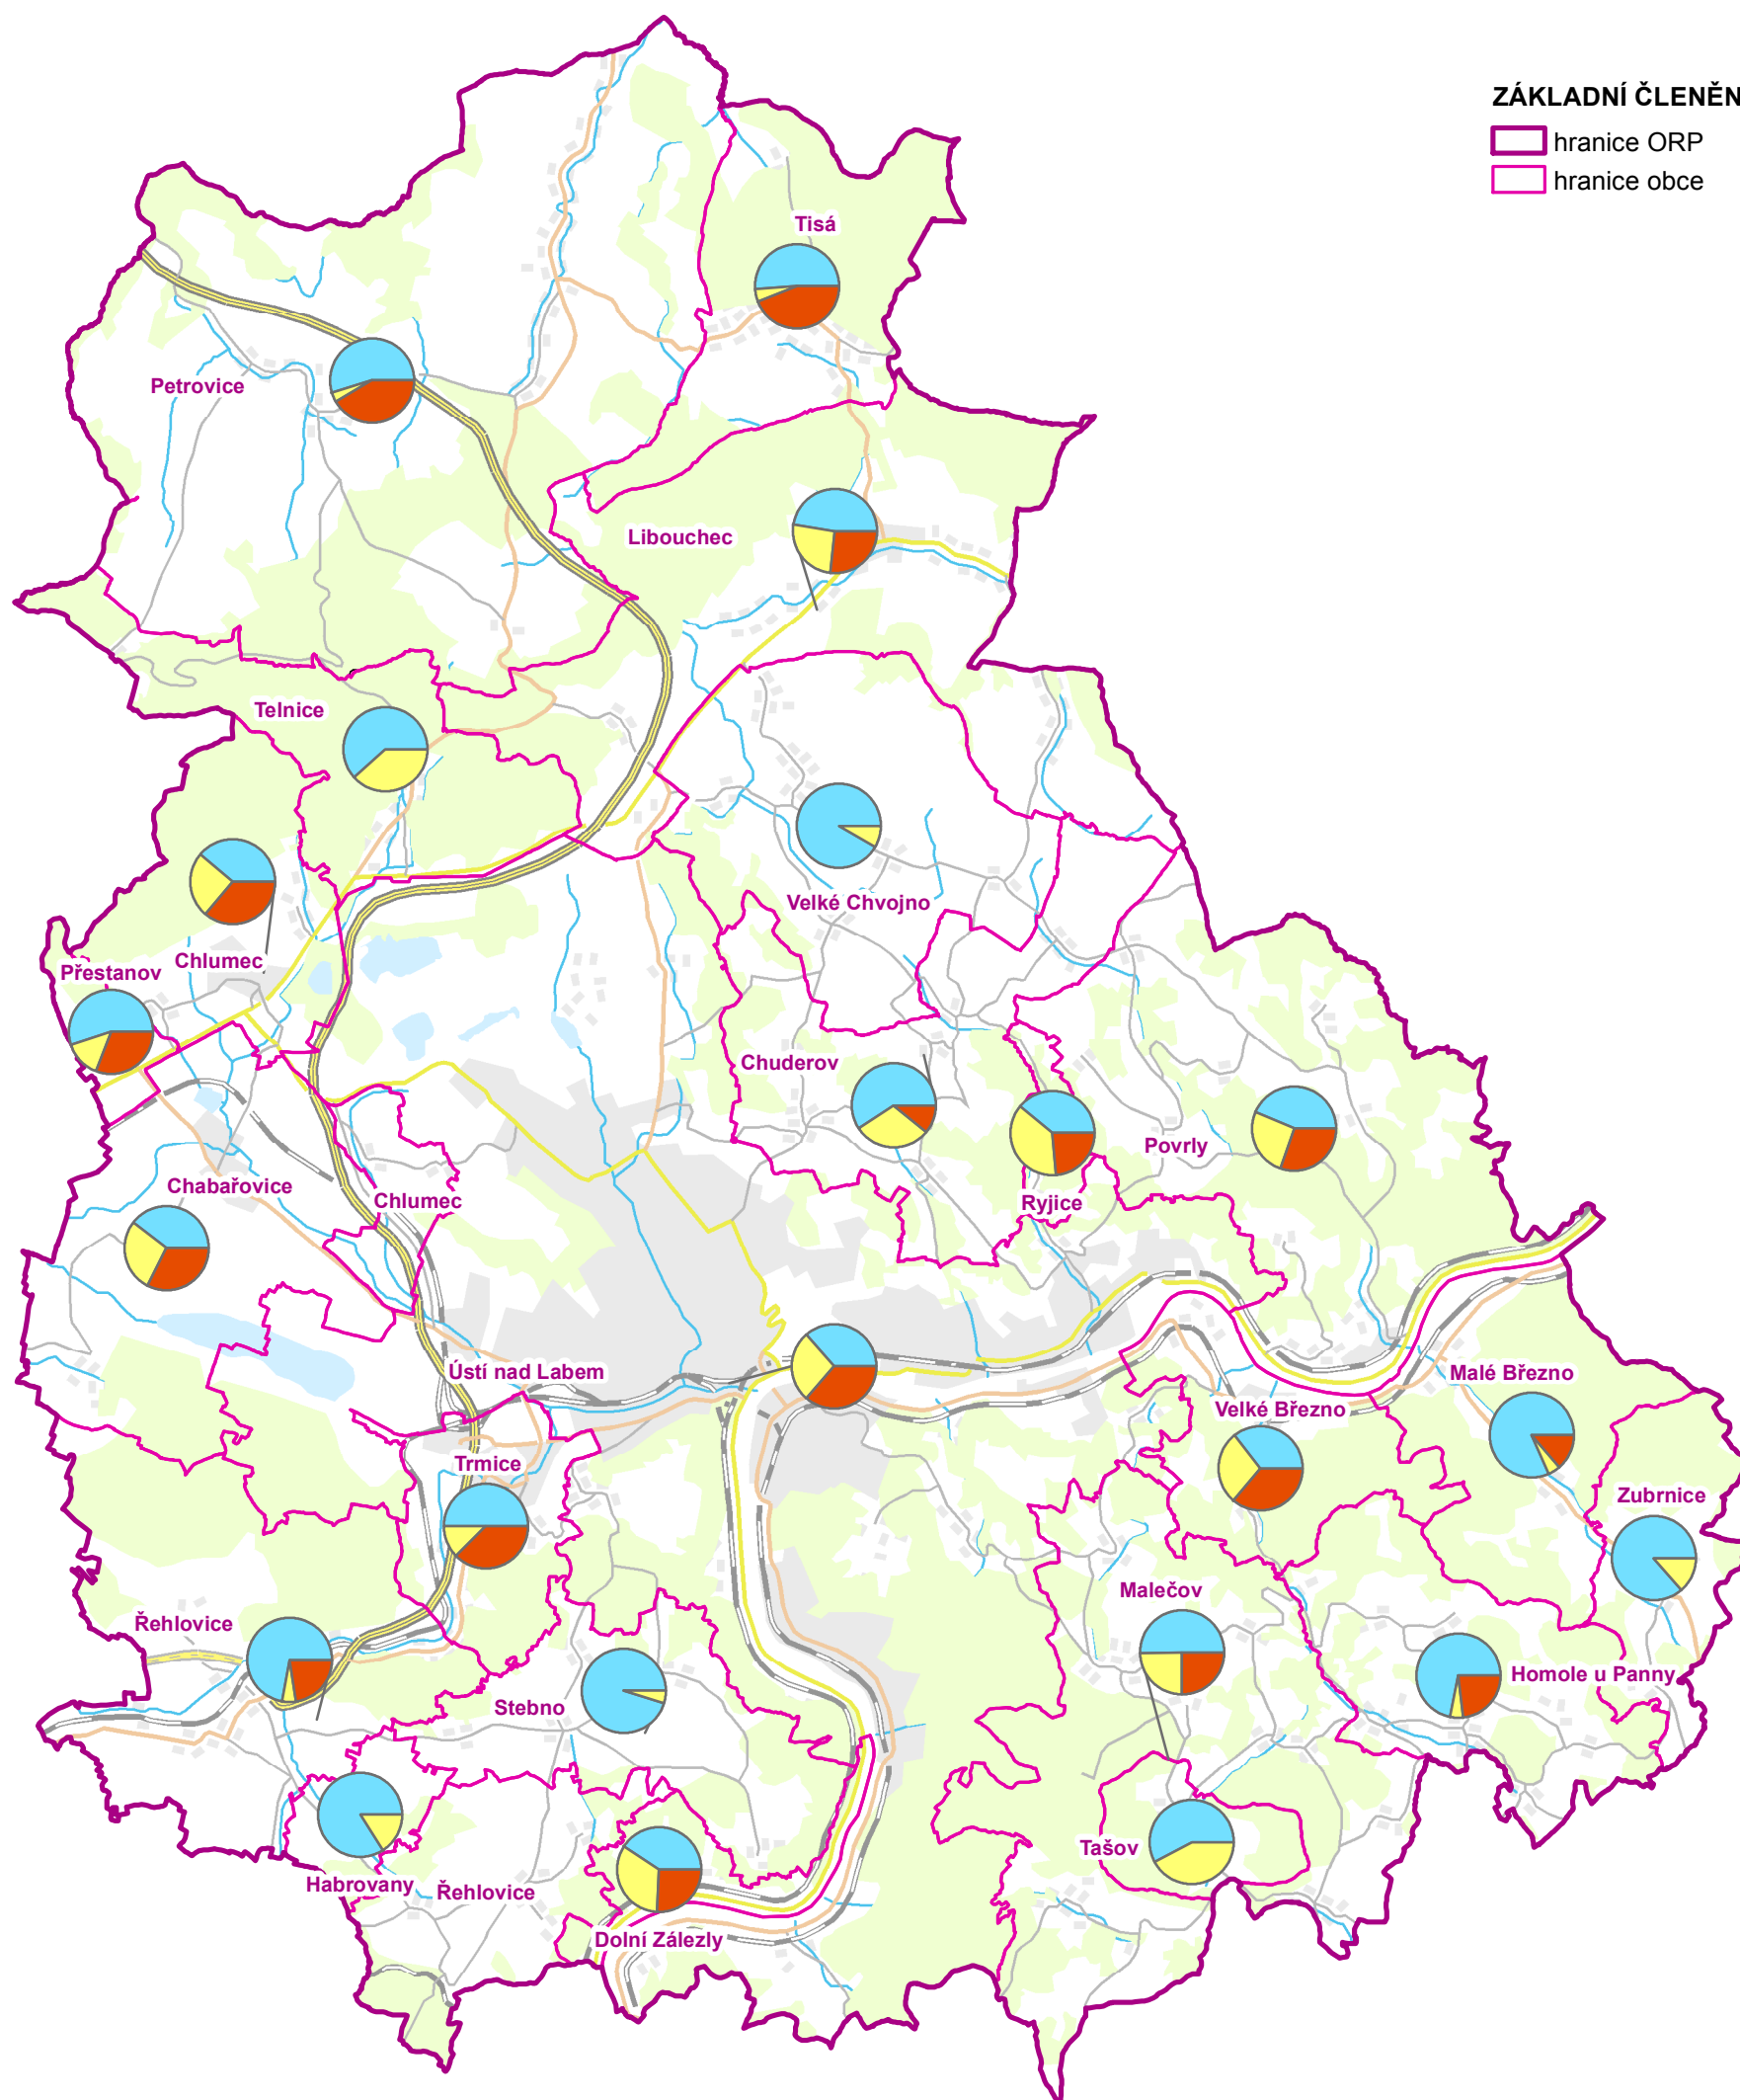 ZÁKLADNÍ ČLENĚN
hranice ORP
hranice obce
Tisá
Petrovice
Libouchec
Telnice
Velké Chvojno
Chlumec
Přestanov
Chuderov
Povrly
Chabařovice
Chlumec
Ryjice
Ústí nad Labem
Malé Březno
Velké Březno
Trmice
Zubrnice
Malečov
Řehlovice
Homole u Panny
Stebno
Tašov
Habrovany
Řehlovice
Dolní Zálezly